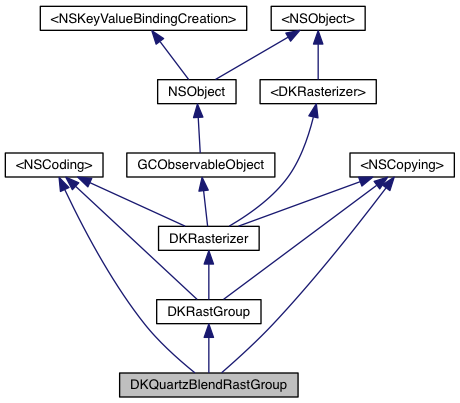 <NSKeyValueBindingCreation>
<NSObject>
NSObject
<DKRasterizer>
<NSCoding>
GCObservableObject
<NSCopying>
DKRasterizer
DKRastGroup
DKQuartzBlendRastGroup